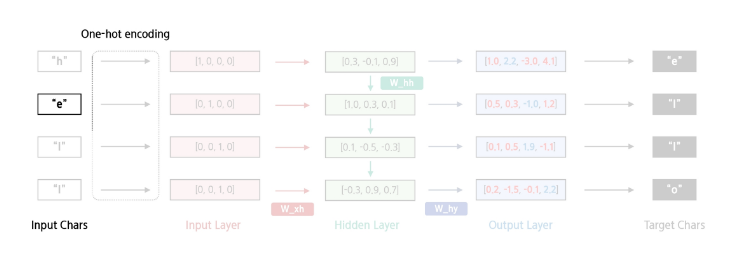 One-hot encoding
"h" [1, 0, 0, 0] [0.3, -0.1, 0.9] [1.0, 2.2, -3.0, 4.1] "e"
W_hh
"e" [0, 1, 0, 0] [1.0, 0.3, 0.1] [0.5, 0.3, -1.0, 1.2] "l"
"l" [0, 0, 1, 0] [0.1, -0.5, -0.3] [0.1, 0.5, 1.9, -1.1] "l"
"l" [0, 0, 1, 0] [-0.3, 0.9, 0.7] [0.2, -1.5, -0.1, 2.2] "o"
W_xh W_hy
Input Chars Input Layer Hidden Layer Output Layer Target Chars